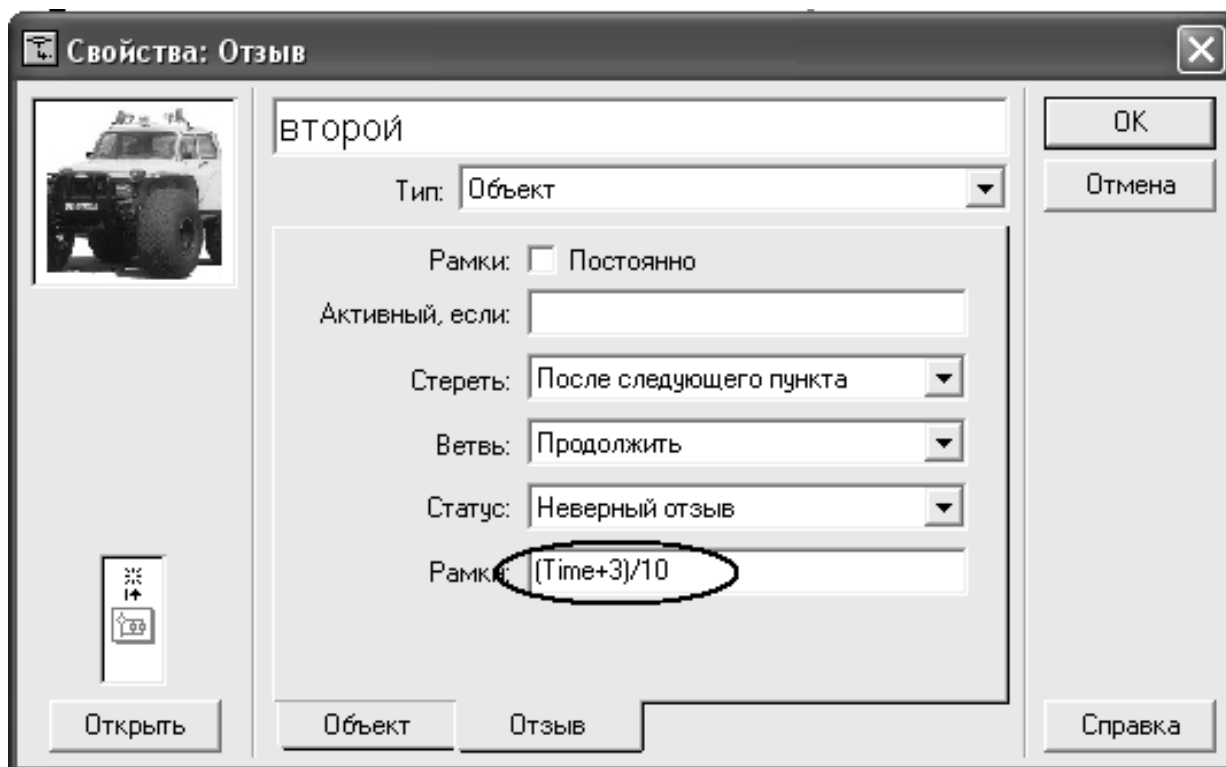 Свойства: Отзыв
второй
OK
Тип: Объект
Отмена
Рамки: Постоянно
Активный, если:
Стереть: После следующего пункта
Ветвь: Продолжить
Статус: Неверный отзыв
Рамка: (Time+3)/10
Открыть
Объект Отзыв
Справка